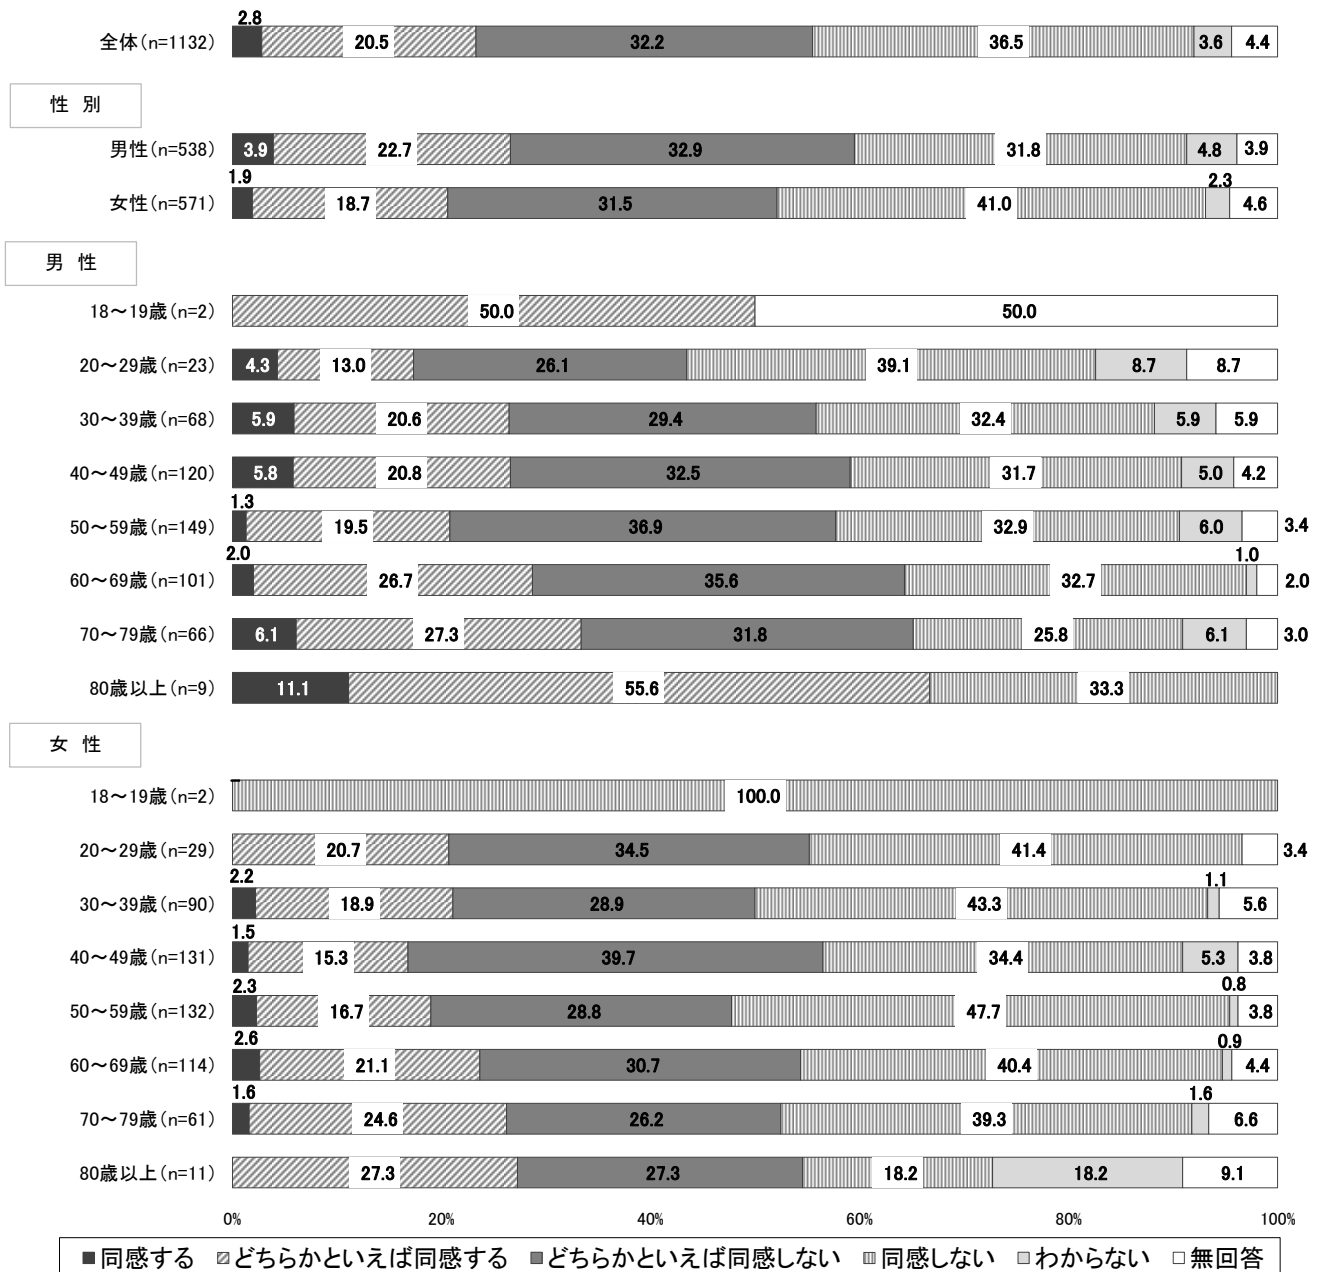 2.8
全体(n=1132) 20.5 32.2 36.5 3.6 4.4
性 別
男性(n=538) 3.9 22.7 32.9 31.8 4.8 3.9
1.9 2.3
女性(n=571) 18.7 31.5 41.0 4.6
男 性
18～19歳(n=2) 50.0 50.0
20～29歳(n=23) 4.3 13.0 26.1 39.1 8.7 8.7
30～39歳(n=68) 5.9 20.6 29.4 32.4 5.9 5.9
40～49歳(n=120) 5.8 20.8 32.5 31.7 5.0 4.2
1.3
50～59歳(n=149) 19.5 36.9 32.9 6.0 3.4
2.0 1.0
60～69歳(n=101) 26.7 35.6 32.7 2.0
70～79歳(n=66) 6.1 27.3 31.8 25.8 6.1 3.0
80歳以上(n=9) 11.1 55.6 33.3
女 性
18～19歳(n=2) 100.0
20～29歳(n=29) 20.7 34.5 41.4 3.4
2.2 1.1
30～39歳(n=90) 18.9 28.9 43.3 5.6
1.5
40～49歳(n=131) 15.3 39.7 34.4 5.3 3.8
2.3 0.8
50～59歳(n=132) 16.7 28.8 47.7 3.8
2.6 0.9
60～69歳(n=114) 21.1 30.7 40.4 4.4
1.6 1.6
70～79歳(n=61) 24.6 26.2 39.3 6.6
80歳以上(n=11) 27.3 27.3 18.2 18.2 9.1
0% 20% 40% 60% 80% 100%
同感する どちらかといえば同感する どちらかといえば同感しない 同感しない わからない 無回答